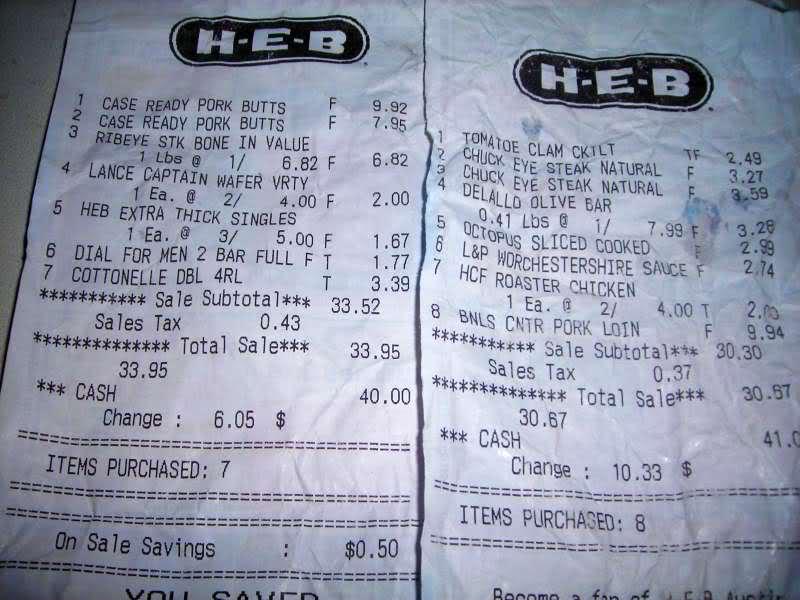 H-E-B
1 CASE READY PORK BUTTS F 9.92
2 CASE READY PORK BUTTS F 7.95
3 RIBEYE STK BONE IN VALUE
1 Lbs @ 1/ 6.82 F 6.82
4 LANCE CAPTAIN WAFER VRTY
1 Ea. @ 2/ 4.00 F 2.00
5 HEB EXTRA THICK SINGLES
1 Ea. @ 3/ 5.00 F 1.67
6 DIAL FOR MEN 2 BAR FULL F T 1.77
7 COTTONELLE DBL 4RL T 3.39
*********** Sale Subtotal*** 33.52
Sales Tax 0.43
************** Total Sale*** 33.95
33.95
*** CASH 40.00
Change : 6.05 $
ITEMS PURCHASED: 7
On Sale Savings : $0.50
YOU SAVED
H-E-B
1 TOMATOE CLAM CKTLT TF 2.49
2 CHUCK EYE STEAK NATURAL F 3.27
3 CHUCK EYE STEAK NATURAL F 3.59
4 DELALLO OLIVE BAR
0.41 Lbs @ 1/ 7.99 F 3.28
5 OCTOPUS SLICED COOKED F 2.99
6 L&P WORCHESTERSHIRE SAUCE F 2.74
7 HCF ROASTER CHICKEN
1 Ea. @ 2/ 4.00 T 2.00
8 BNLS CNTR PORK LOIN F 9.94
*********** Sale Subtotal*** 30.30
Sales Tax 0.37
************** Total Sale*** 30.67
30.67
*** CASH 41.0
Change : 10.33 $
ITEMS PURCHASED: 8
Become a fan of H-E-B Austin